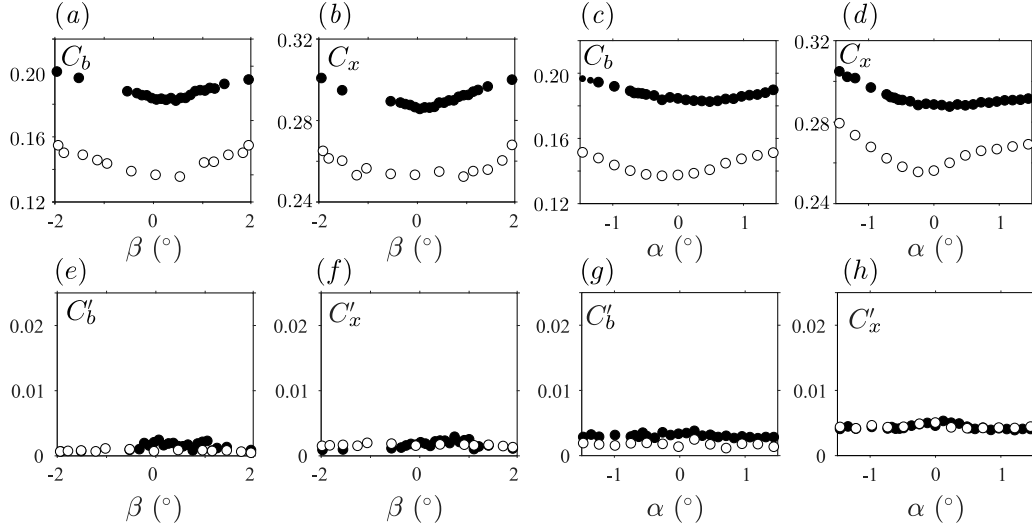 (a) (b) (c) (d)
0.32 0.32
C_b C_x C_b C_x
0.20 0.20
0.28 0.28
0.16 0.16
0.12 0.24 0.12 0.24
-2 0 2 -2 0 2 -1 0 1 -1 0 1
β (°) β (°) α (°) α (°)
(e) (f) (g) (h)
0.02 0.02 0.02 0.02
C′_b C′_x C′_b C′_x
0.01 0.01 0.01 0.01
0 0 0 0
-2 0 2 -2 0 2 -1 0 1 -1 0 1
β (°) β (°) α (°) α (°)